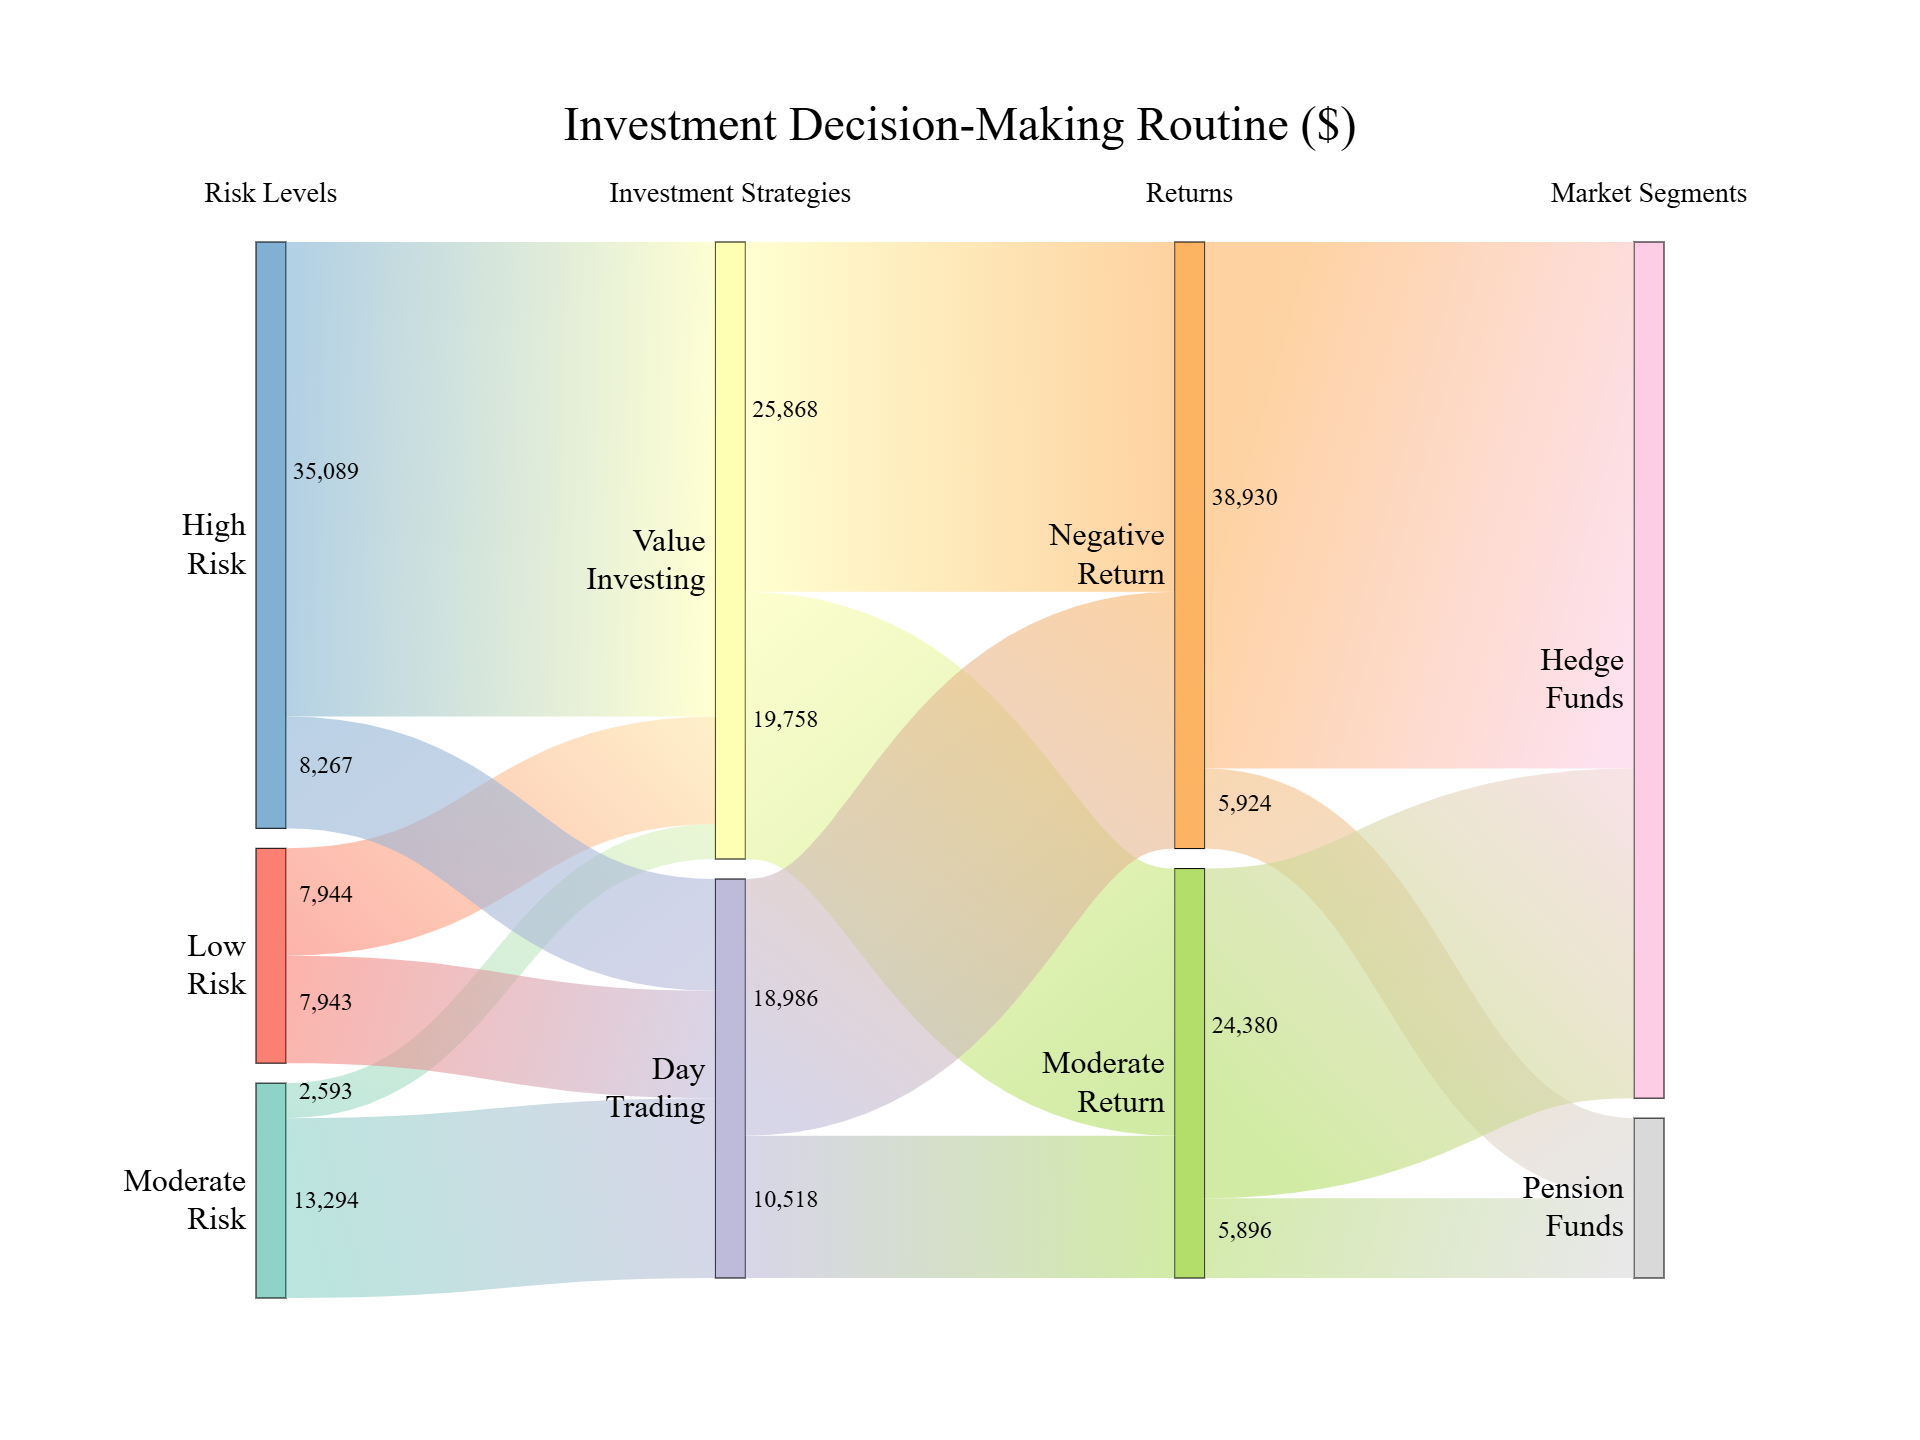 Investment Decision-Making Routine ($)
Risk Levels
Investment Strategies
Returns
Market Segments
High
Risk
35,089
8,267
Low
Risk
7,944
7,943
Moderate
Risk
2,593
13,294
Value
Investing
25,868
19,758
Day
Trading
18,986
10,518
Negative
Return
38,930
5,924
Moderate
Return
24,380
5,896
Hedge
Funds
Pension
Funds